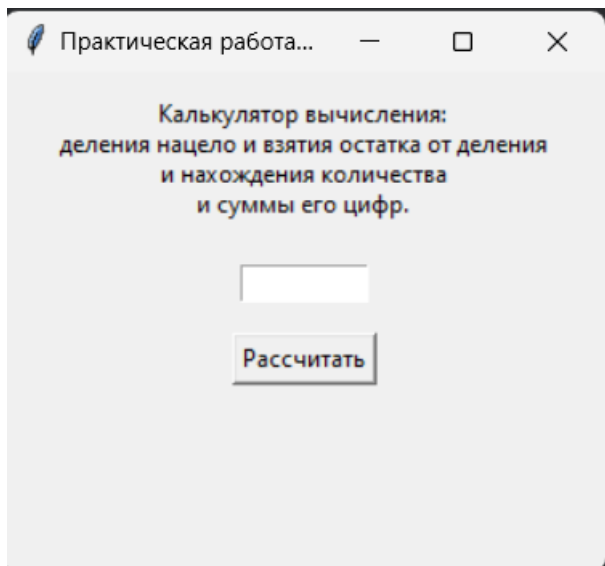 Практическая работа...
Калькулятор вычисления:
деления нацело и взятия остатка от деления
и нахождения количества
и суммы его цифр.
Рассчитать